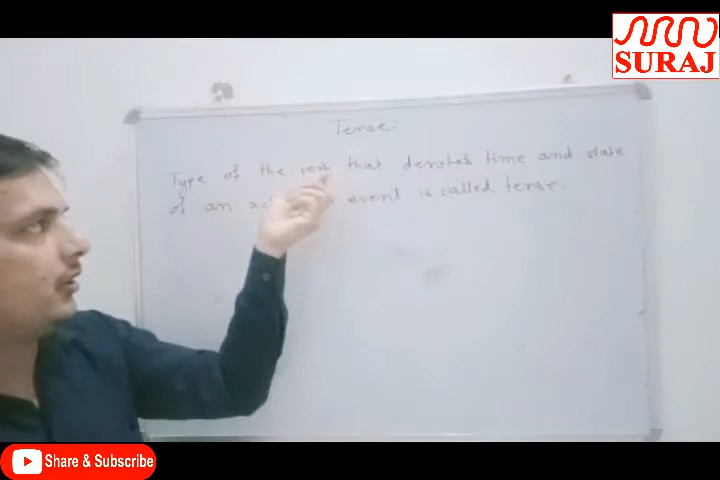 SURAJ
Tense.
Type of the verb that denotes time and state
of an event is called tense.
Share & Subscribe